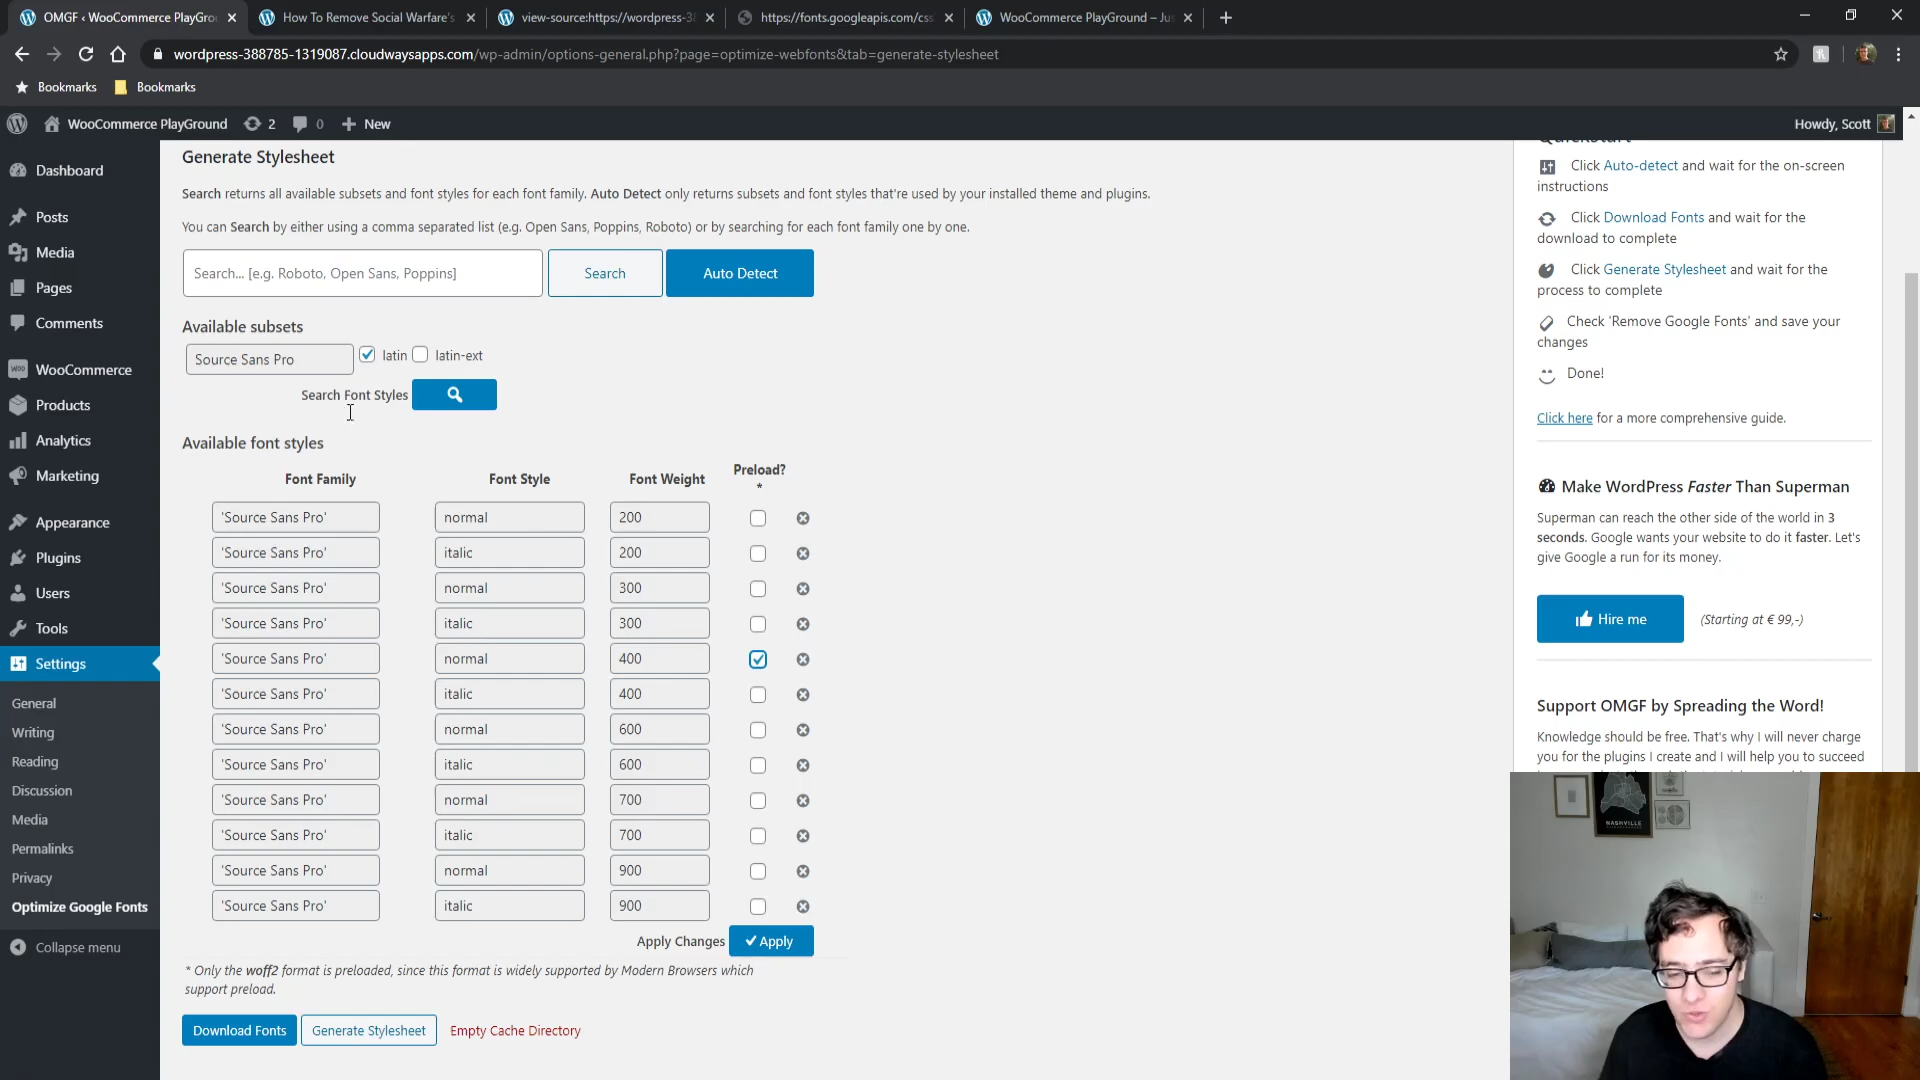 OMGF ‹ WooCommerce PlayGrou
How To Remove Social Warfare's
view-source:https://wordpress-38
https://fonts.googleapis.com/css
WooCommerce PlayGround – Jus
wordpress-388785-1319087.cloudwaysapps.com/wp-admin/options-general.php?page=optimize-webfonts&tab=generate-stylesheet
Bookmarks
Bookmarks
WooCommerce PlayGround
2
0
New
Howdy, Scott
Dashboard
Posts
Media
Pages
Comments
WooCommerce
Products
Analytics
Marketing
Appearance
Plugins
Users
Tools
Settings
General
Writing
Reading
Discussion
Media
Permalinks
Privacy
Optimize Google Fonts
Collapse menu
Generate Stylesheet
Search returns all available subsets and font styles for each font family. Auto Detect only returns subsets and font styles that're used by your installed theme and plugins.
You can Search by either using a comma separated list (e.g. Open Sans, Poppins, Roboto) or by searching for each font family one by one.
Search... [e.g. Roboto, Open Sans, Poppins]
Search
Auto Detect
Available subsets
Source Sans Pro
latin
latin-ext
Search Font Styles
Available font styles
Font Family Font Style Font Weight Preload? *
'Source Sans Pro' normal 200
'Source Sans Pro' italic 200
'Source Sans Pro' normal 300
'Source Sans Pro' italic 300
'Source Sans Pro' normal 400
'Source Sans Pro' italic 400
'Source Sans Pro' normal 600
'Source Sans Pro' italic 600
'Source Sans Pro' normal 700
'Source Sans Pro' italic 700
'Source Sans Pro' normal 900
'Source Sans Pro' italic 900
Apply Changes
Apply
* Only the woff2 format is preloaded, since this format is widely supported by Modern Browsers which
support preload.
Download Fonts
Generate Stylesheet
Empty Cache Directory
Quickstart
Click Auto-detect and wait for the on-screen
instructions
Click Download Fonts and wait for the
download to complete
Click Generate Stylesheet and wait for the
process to complete
Check 'Remove Google Fonts' and save your
changes
Done!
Click here for a more comprehensive guide.
Make WordPress Faster Than Superman
Superman can reach the other side of the world in 3
seconds. Google wants your website to do it faster. Let's
give Google a run for its money.
Hire me
(Starting at € 99,-)
Support OMGF by Spreading the Word!
Knowledge should be free. That's why I will never charge
you for the plugins I create and I will help you to succeed
NASHVILLE